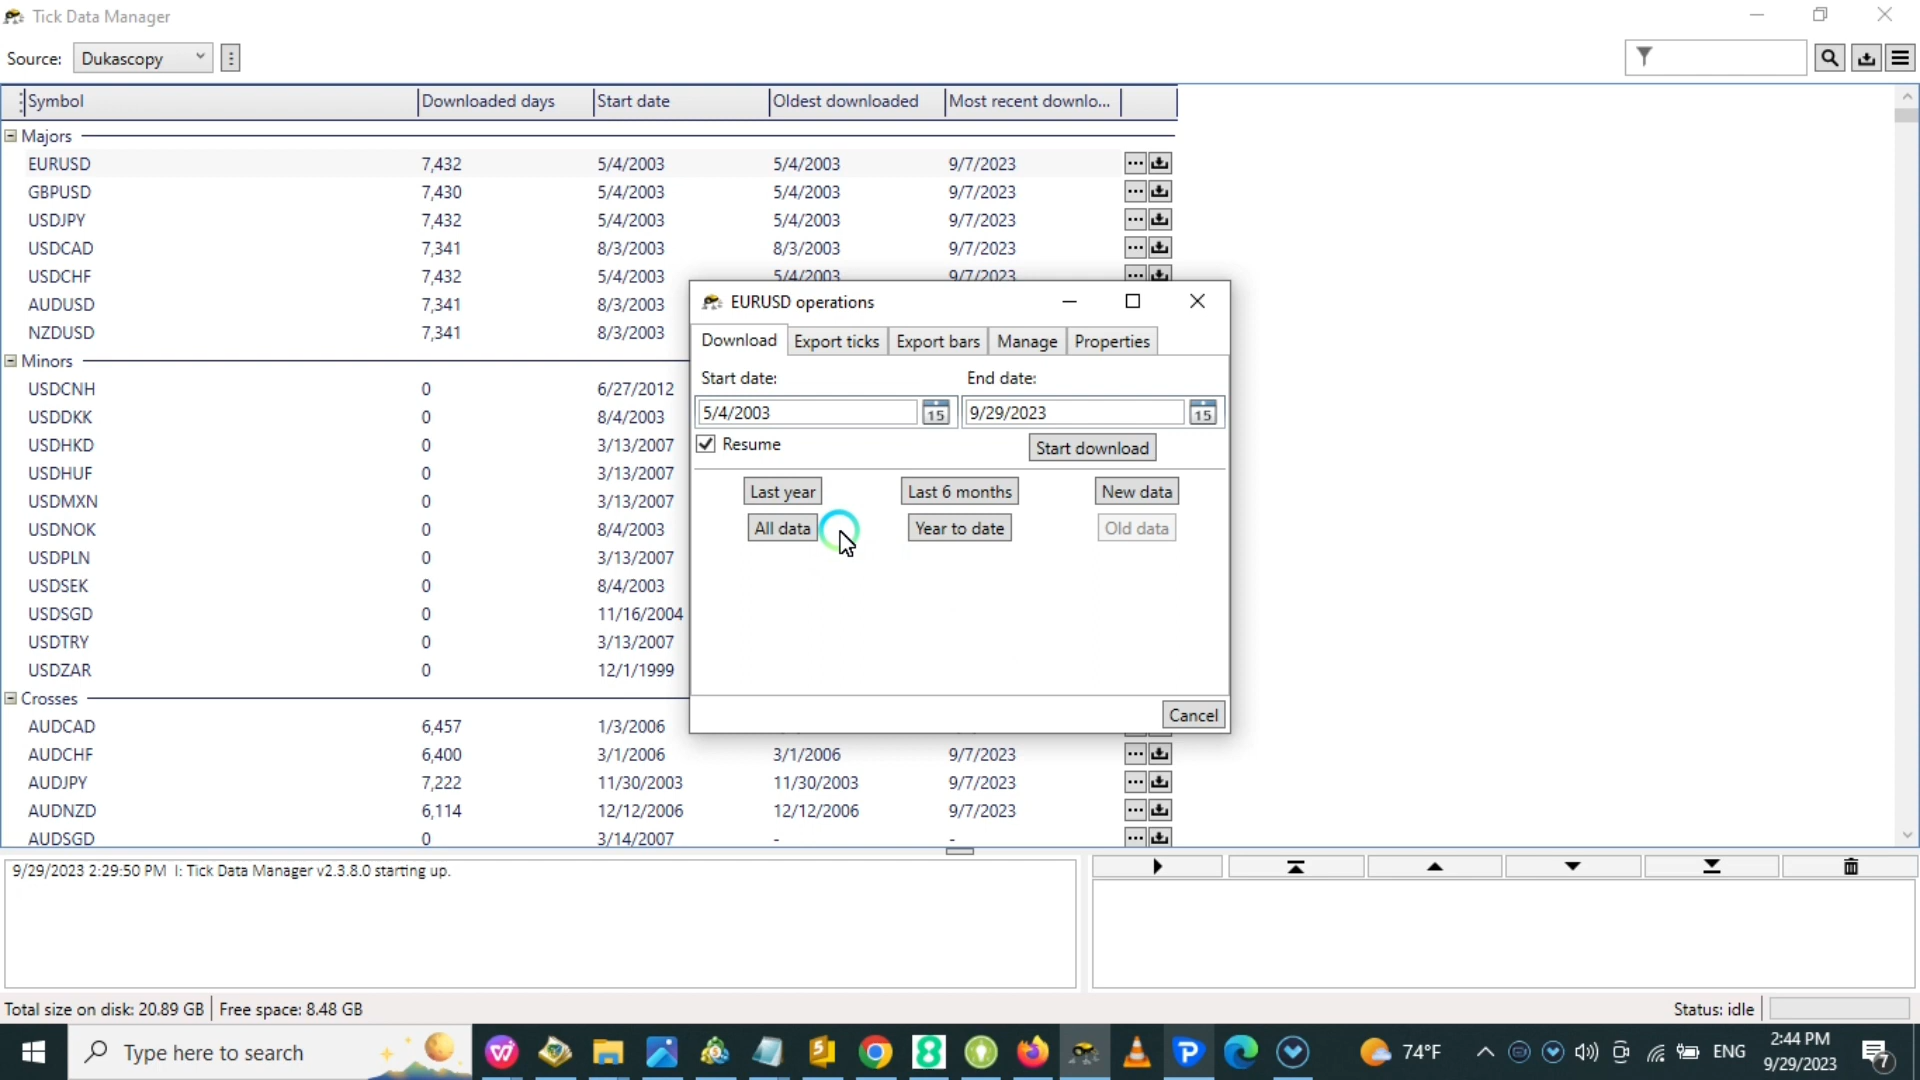 Tick Data Manager
Source: Dukascopy
Symbol Downloaded days Start date Oldest downloaded Most recent downlo...
Majors
EURUSD 7,432 5/4/2003 5/4/2003 9/7/2023
GBPUSD 7,430 5/4/2003 5/4/2003 9/7/2023
USDJPY 7,432 5/4/2003 5/4/2003 9/7/2023
USDCAD 7,341 8/3/2003 8/3/2003 9/7/2023
USDCHF 7,432 5/4/2003 5/4/2003 9/7/2023
AUDUSD 7,341 8/3/2003
NZDUSD 7,341 8/3/2003
Minors
USDCNH 0 6/27/2012
USDDKK 0 8/4/2003
USDHKD 0 3/13/2007
USDHUF 0 3/13/2007
USDMXN 0 3/13/2007
USDNOK 0 8/4/2003
USDPLN 0 3/13/2007
USDSEK 0 8/4/2003
USDSGD 0 11/16/2004
USDTRY 0 3/13/2007
USDZAR 0 12/1/1999
Crosses
AUDCAD 6,457 1/3/2006
AUDCHF 6,400 3/1/2006 3/1/2006 9/7/2023
AUDJPY 7,222 11/30/2003 11/30/2003 9/7/2023
AUDNZD 6,114 12/12/2006 12/12/2006 9/7/2023
AUDSGD 0 3/14/2007 - -
EURUSD operations
Download Export ticks Export bars Manage Properties
Start date: End date:
5/4/2003 15 9/29/2023 15
Resume Start download
Last year Last 6 months New data
All data Year to date Old data
Cancel
9/29/2023 2:29:50 PM I: Tick Data Manager v2.3.8.0 starting up.
Total size on disk: 20.89 GB Free space: 8.48 GB Status: idle
Type here to search 74°F ENG 2:44 PM
9/29/2023 7